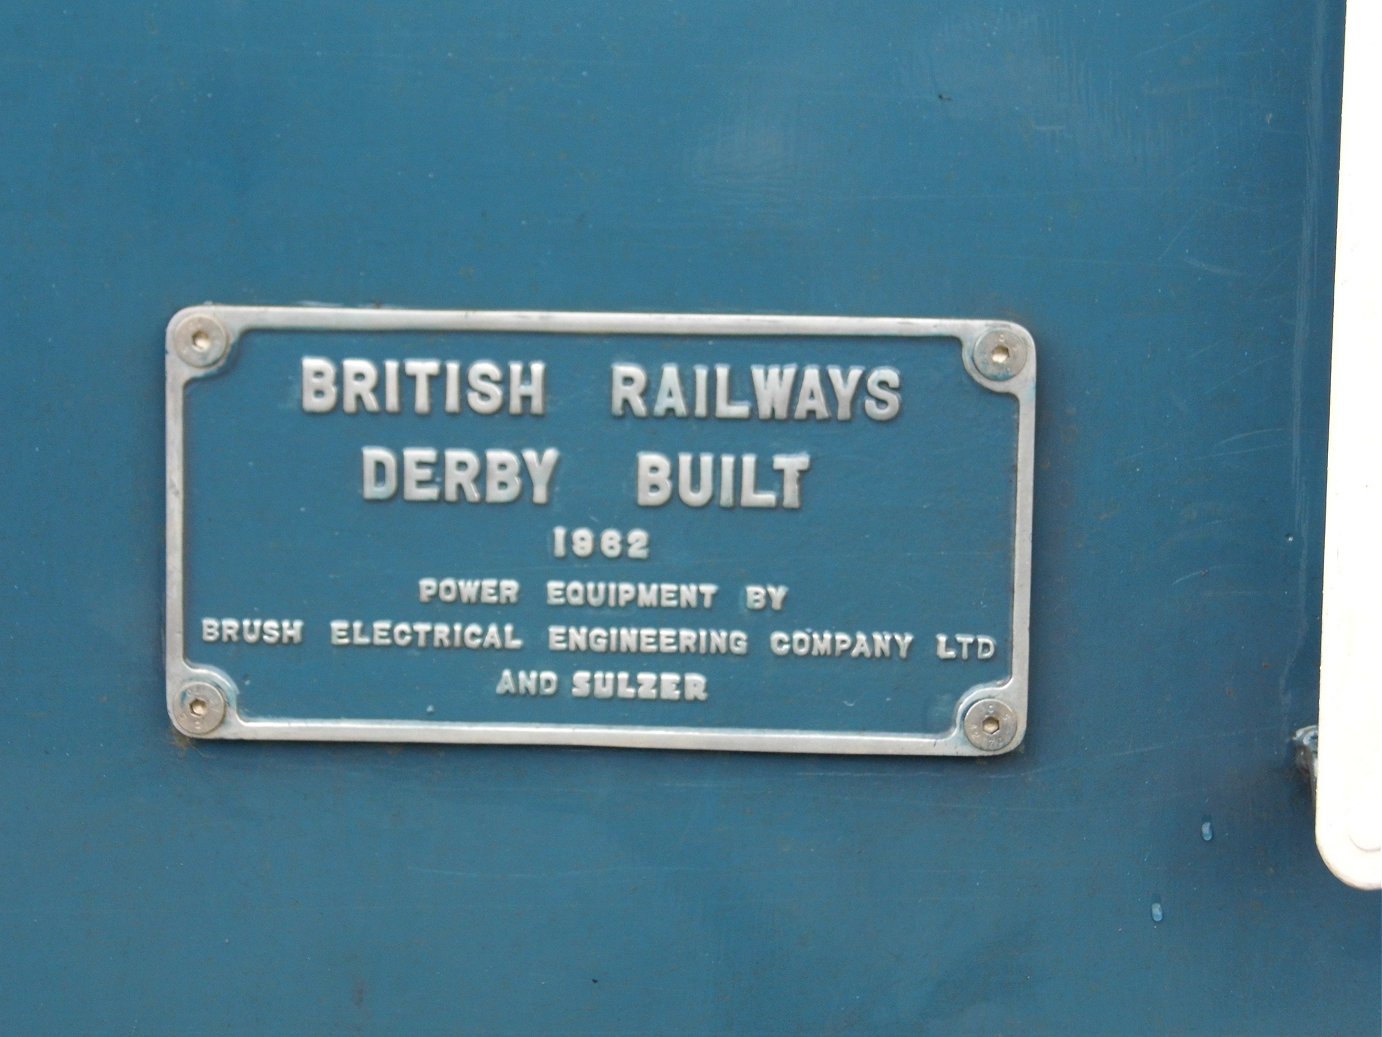 BRITISH RAILWAYS
DERBY BUILT
1962
POWER EQUIPMENT BY
BRUSH ELECTRICAL ENGINEERING COMPANY LTD
AND SULZER